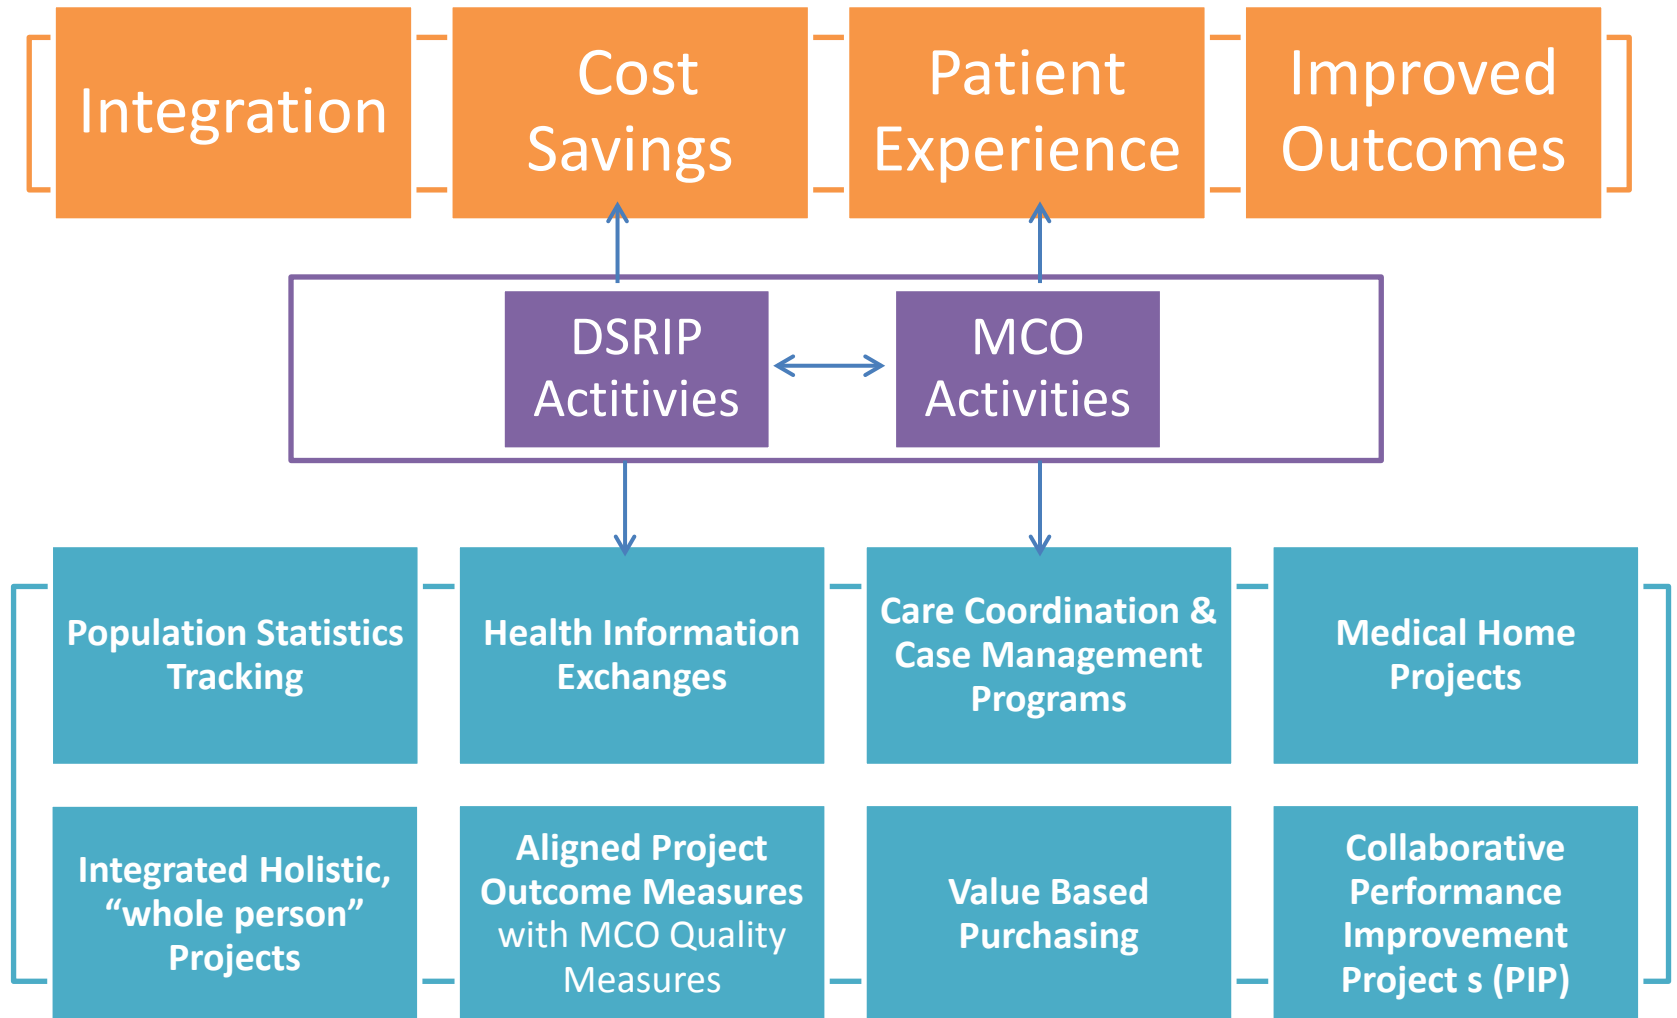 Integration
Cost
Savings
Patient
Experience
Improved
Outcomes
DSRIP
Actitivies
MCO
Activities
Population Statistics
Tracking
Health Information
Exchanges
Care Coordination &
Case Management
Programs
Medical Home
Projects
Integrated Holistic,
“whole person”
Projects
Aligned Project
Outcome Measures
with MCO Quality
Measures
Value Based
Purchasing
Collaborative
Performance
Improvement
Project s (PIP)